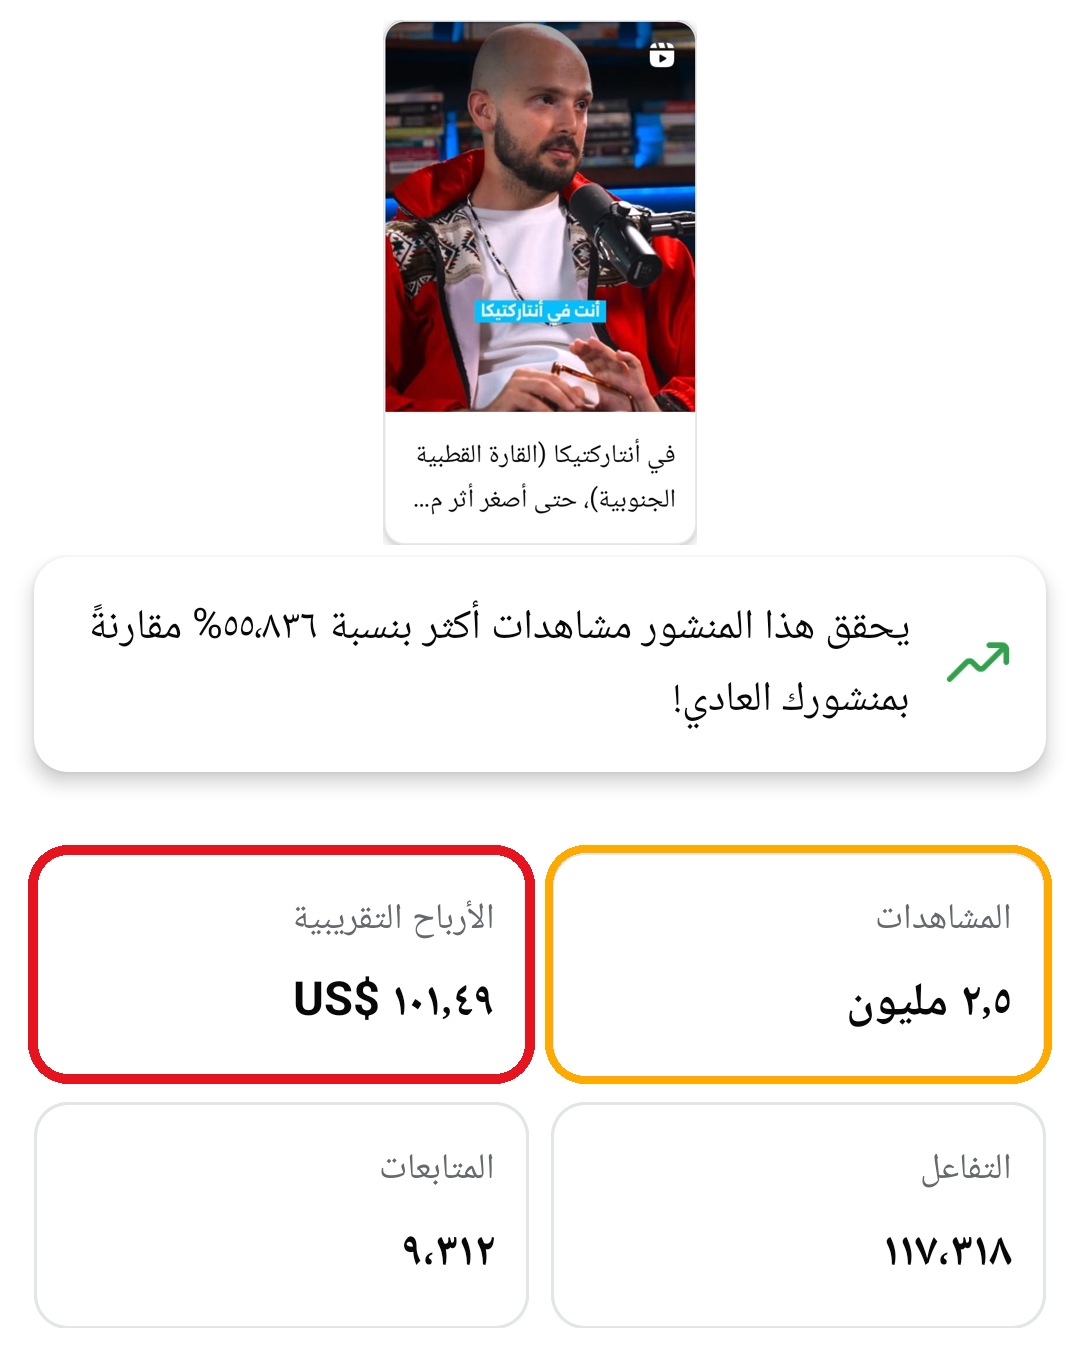 أنت في أنتاركتيكا
في أنتاركتيكا (القارة القطبية
الجنوبية)، حتى أصغر أثر م...
يحقق هذا المنشور مشاهدات أكثر بنسبة ٥٥،٨٣٦% مقارنةً
بمنشورك العادي!
المشاهدات
٢,٥ مليون
الأرباح التقريبية
US$ ١٠١,٤٩
التفاعل
١١٧،٣١٨
المتابعات
٩،٣١٢